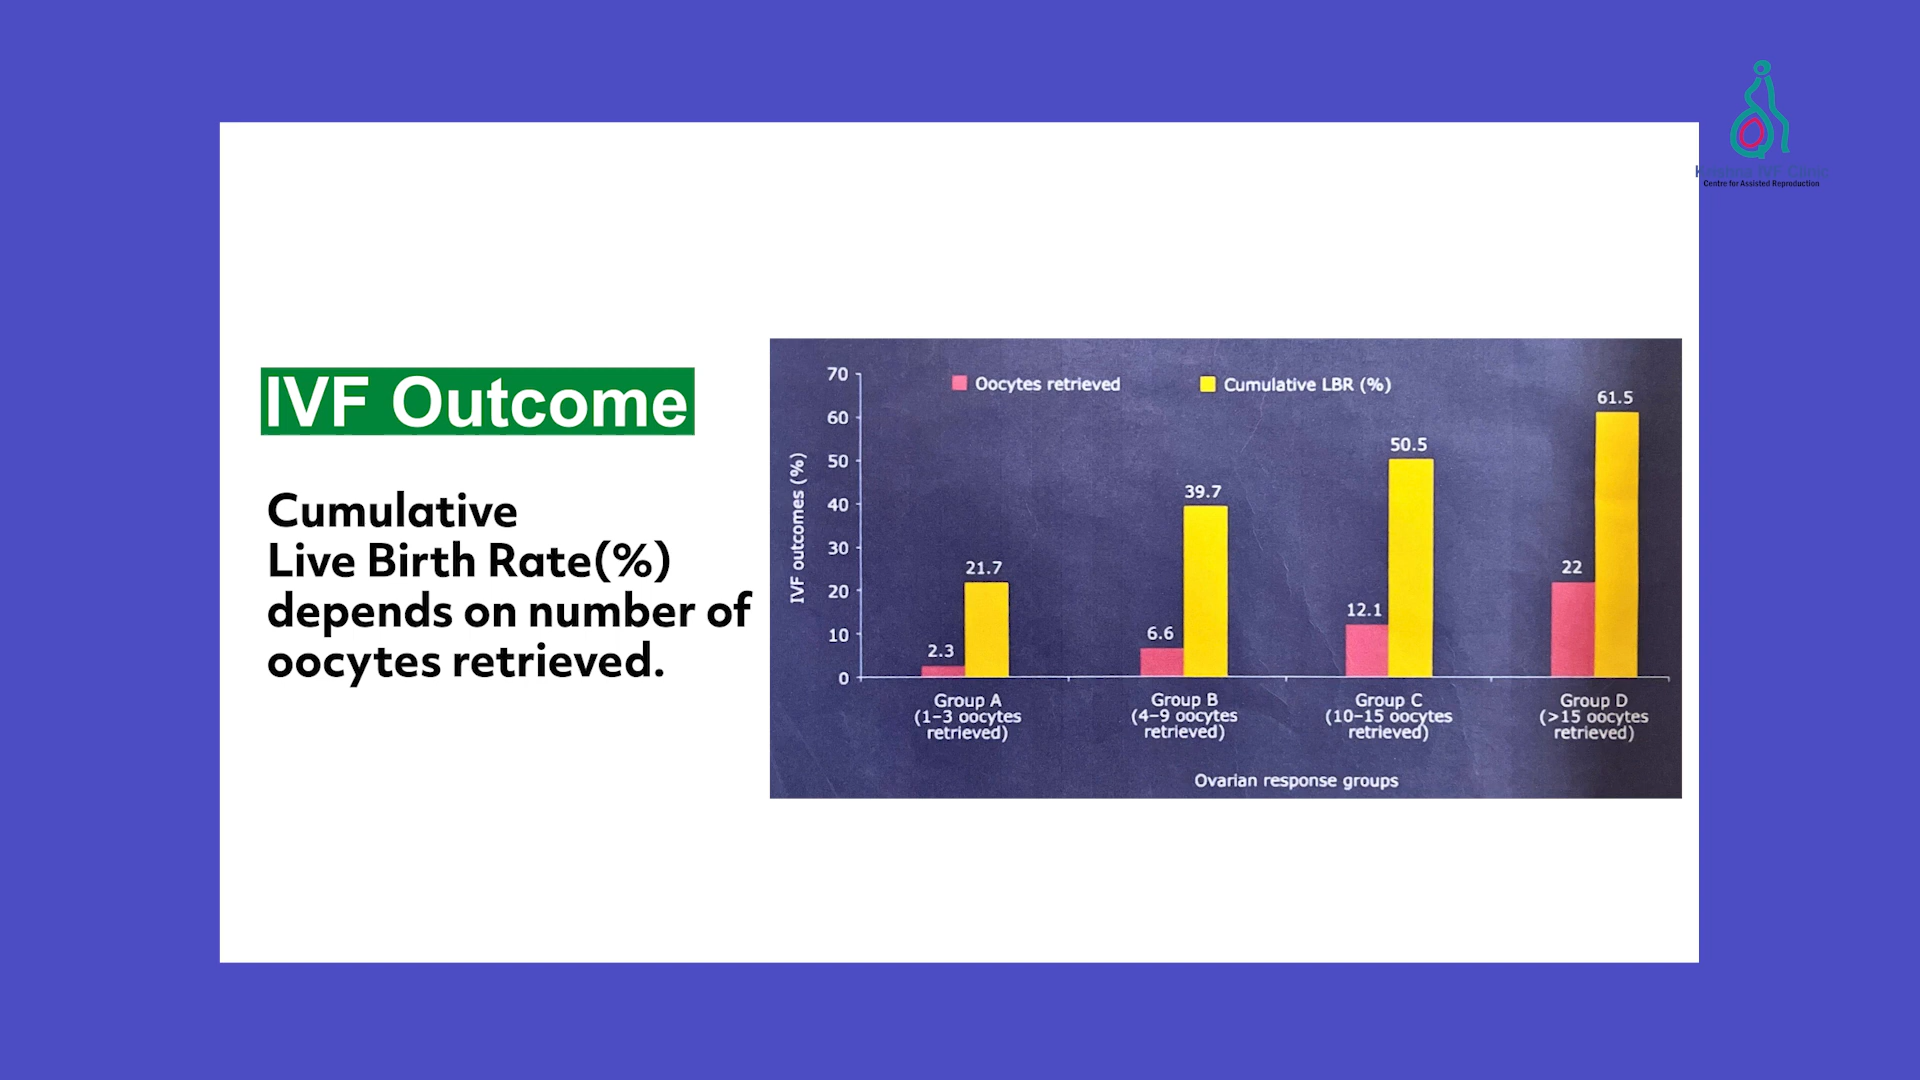 Centre for Assisted Reproduction
IVF Outcome
Cumulative
Live Birth Rate(%)
depends on number of
oocytes retrieved.
Oocytes retrieved
Cumulative LBR (%)
IVF outcomes (%)
70
60
50
40
30
20
10
0
2.3
21.7
6.6
39.7
12.1
50.5
22
61.5
Group A
(1–3 oocytes
retrieved)
Group B
(4–9 oocytes
retrieved)
Group C
(10–15 oocytes
retrieved)
Group D
(>15 oocytes
retrieved)
Ovarian response groups